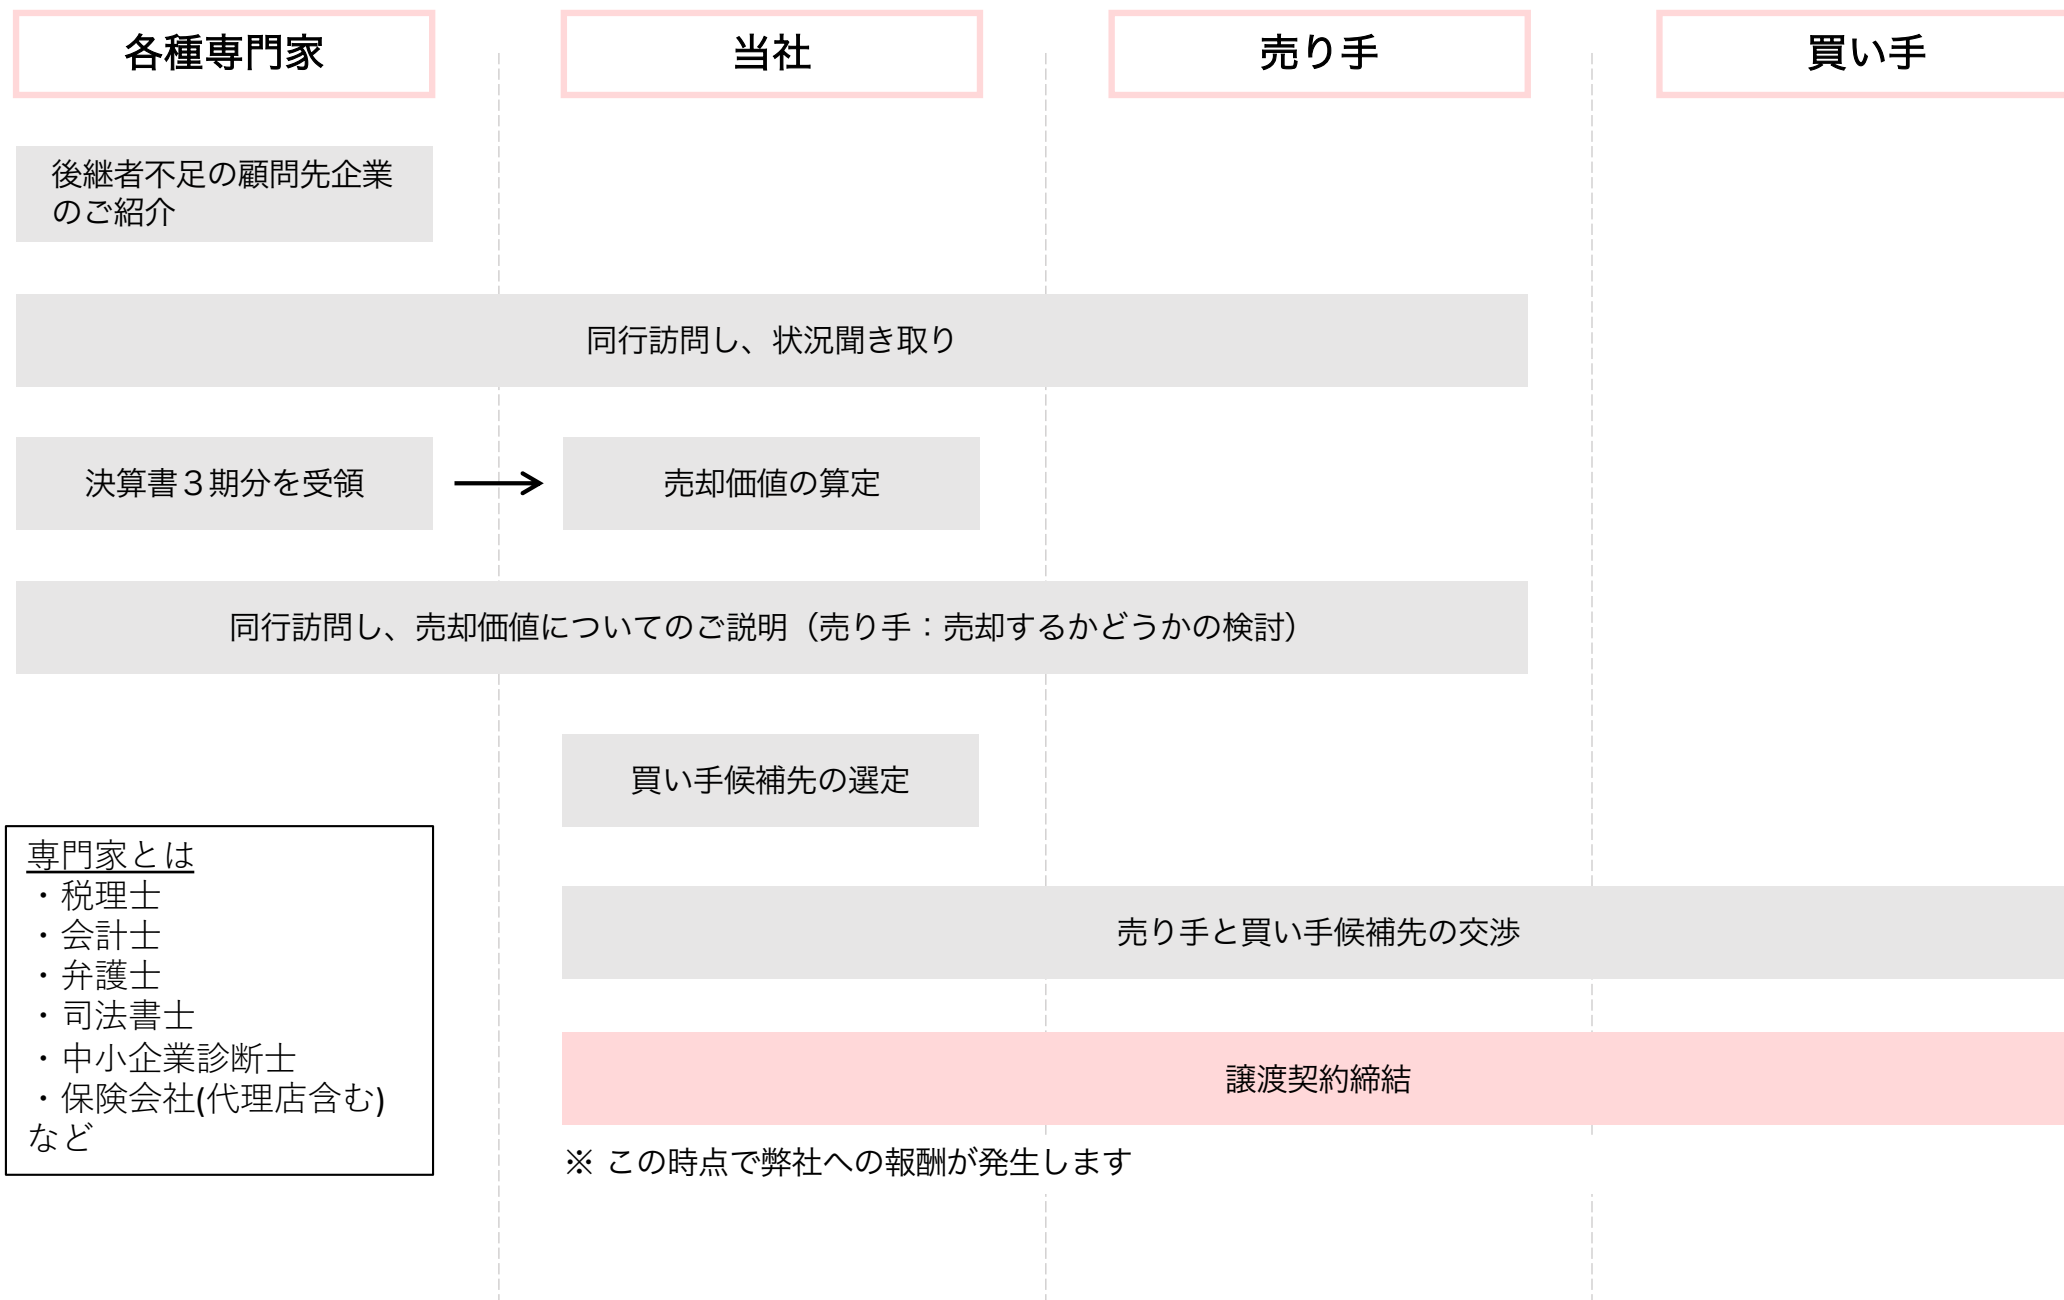 各種専門家
当社
売り手
買い手
後継者不足の顧問先企業
のご紹介
同行訪問し、状況聞き取り
決算書３期分を受領
売却価値の算定
同行訪問し、売却価値についてのご説明（売り手：売却するかどうかの検討）
買い手候補先の選定
専門家とは
・税理士
・会計士
・弁護士
・司法書士
・中小企業診断士
・保険会社(代理店含む)
など
売り手と買い手候補先の交渉
譲渡契約締結
※ この時点で弊社への報酬が発生します